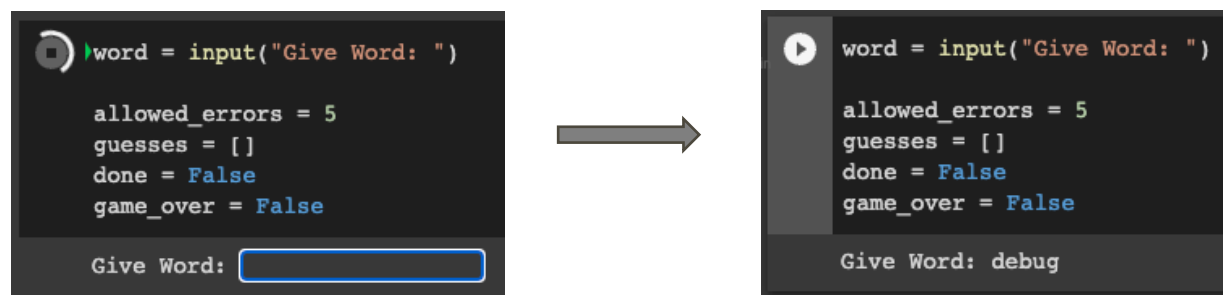 word = input("Give Word: ")
allowed_errors = 5
guesses = []
done = False
game_over = False
Give Word:
word = input("Give Word: ")
allowed_errors = 5
guesses = []
done = False
game_over = False
Give Word: debug